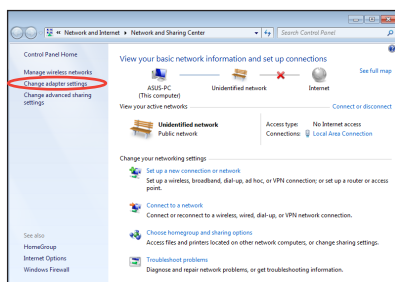 « Network and Internet ▸ Network and Sharing Center
Search Control Panel
Control Panel Home
Manage wireless networks
Change adapter settings
Change advanced sharing
settings
See also
HomeGroup
Internet Options
Windows Firewall
View your basic network information and set up connections
See full map
ASUS-PC
(This computer)
Unidentified network
Internet
View your active networks
Connect or disconnect
Unidentified network
Public network
Access type: No Internet access
Connections: Local Area Connection
Change your networking settings
Set up a new connection or network
Set up a wireless, broadband, dial-up, ad hoc, or VPN connection; or set up a router or access
point.
Connect to a network
Connect or reconnect to a wireless, wired, dial-up, or VPN network connection.
Choose homegroup and sharing options
Access files and printers located on other network computers, or change sharing settings.
Troubleshoot problems
Diagnose and repair network problems, or get troubleshooting information.